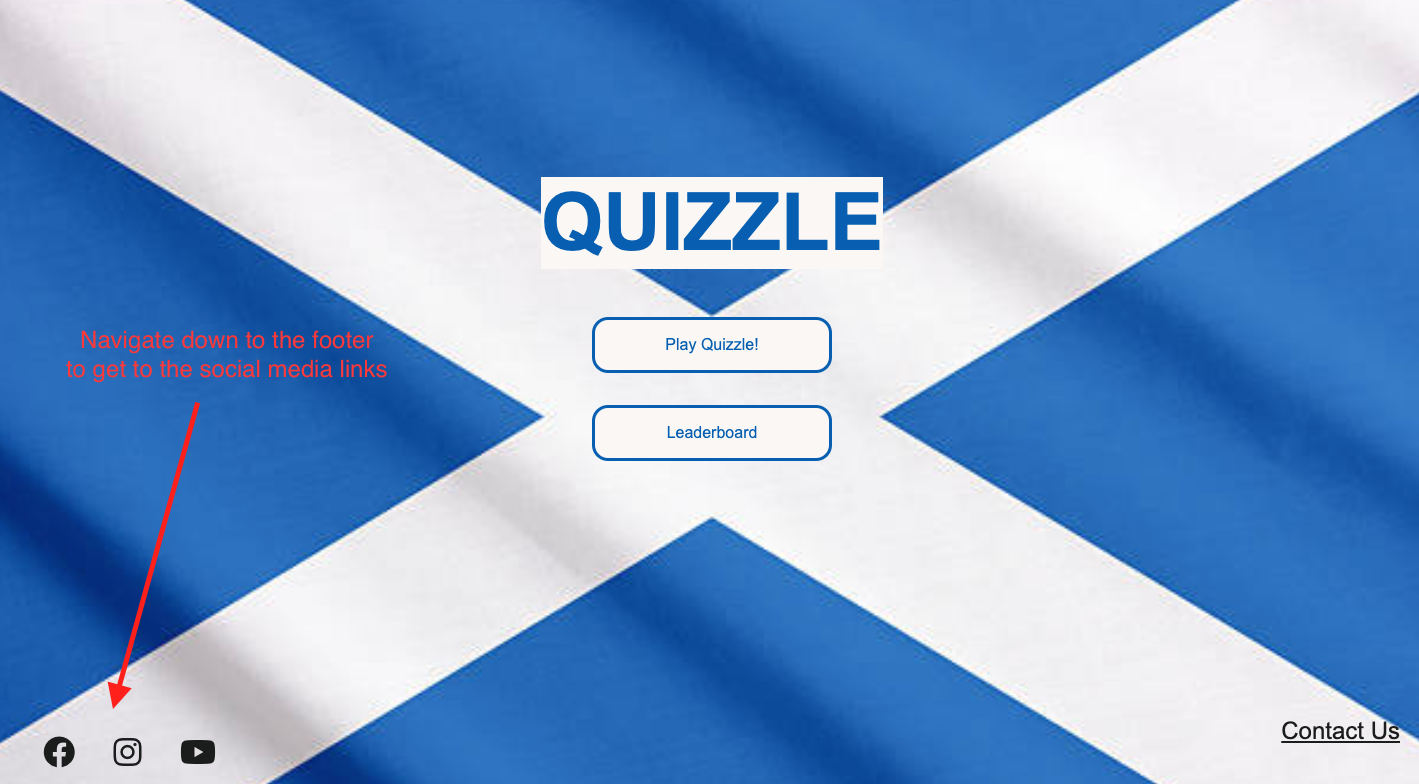 QUIZZLE
Play Quizzle!
Navigate down to the footer
to get to the social media links
Leaderboard
Contact Us